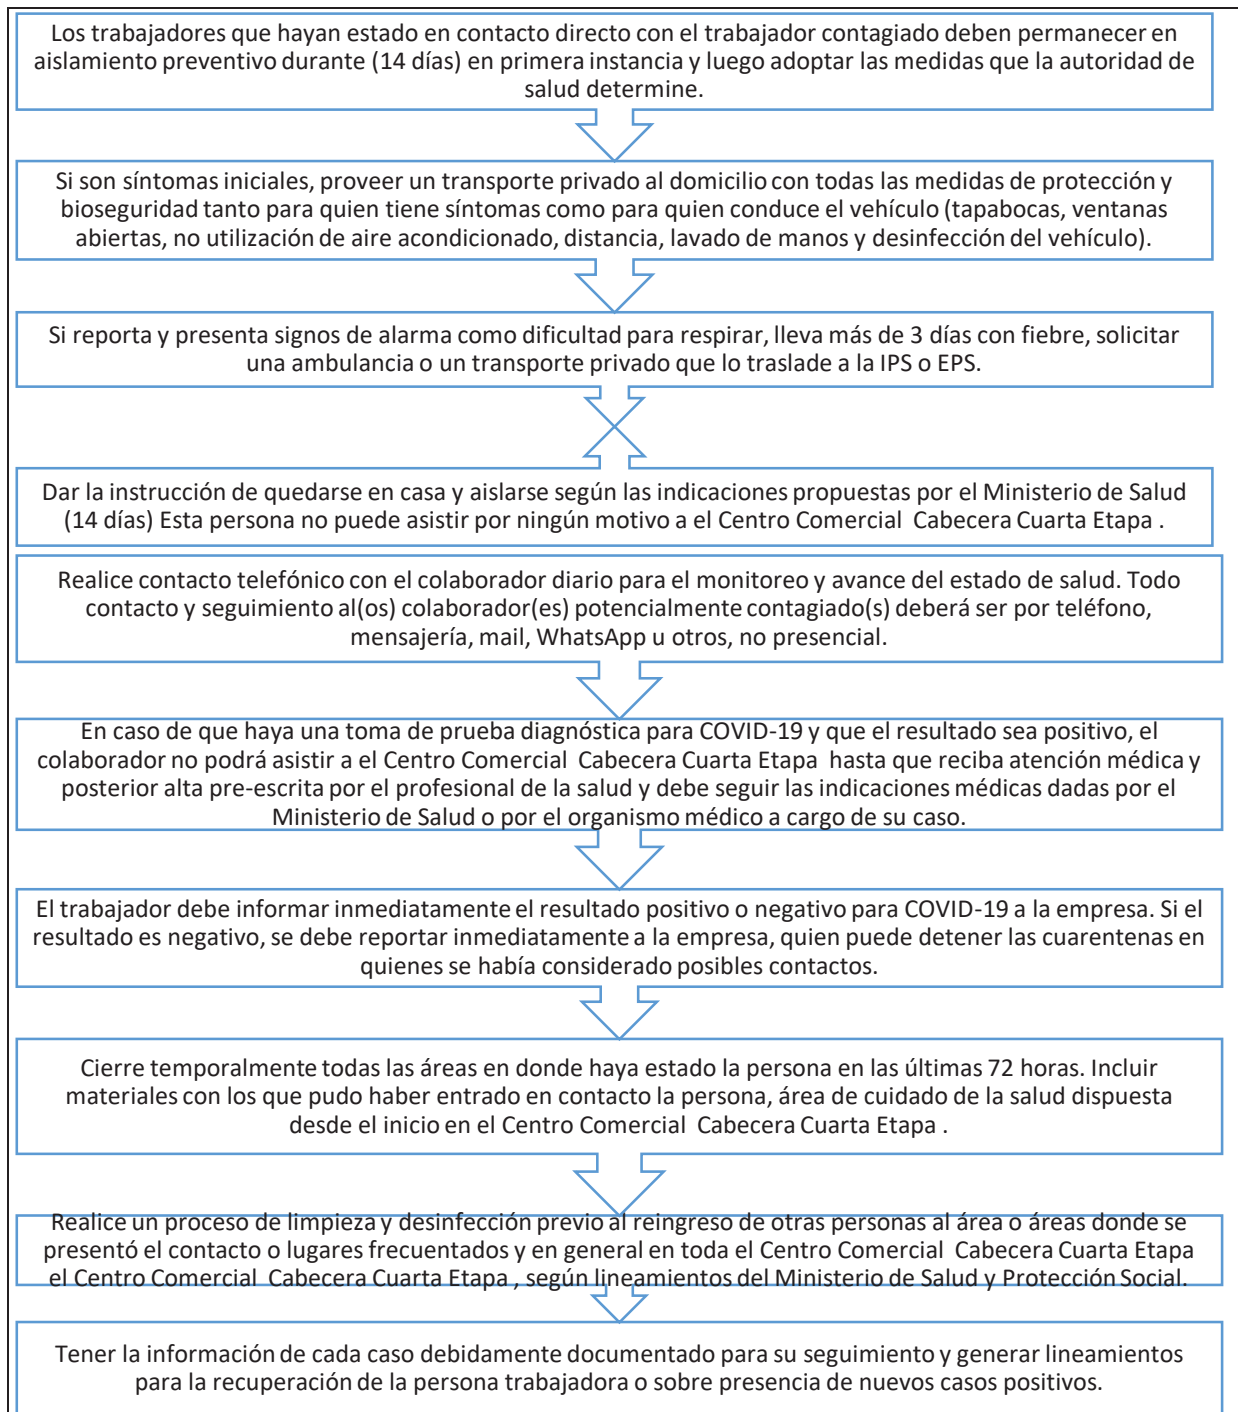 Los trabajadores que hayan estado en contacto directo con el trabajador contagiado deben permanecer en
aislamiento preventivo durante (14 días) en primera instancia y luego adoptar las medidas que la autoridad de
salud determine.
Si son síntomas iniciales, proveer un transporte privado al domicilio con todas las medidas de protección y
bioseguridad tanto para quien tiene síntomas como para quien conduce el vehículo (tapabocas, ventanas
abiertas, no utilización de aire acondicionado, distancia, lavado de manos y desinfección del vehículo).
Si reporta y presenta signos de alarma como dificultad para respirar, lleva más de 3 días con fiebre, solicitar
una ambulancia o un transporte privado que lo traslade a la IPS o EPS.
Dar la instrucción de quedarse en casa y aislarse según las indicaciones propuestas por el Ministerio de Salud
(14 días) Esta persona no puede asistir por ningún motivo a el Centro Comercial Cabecera Cuarta Etapa .
Realice contacto telefónico con el colaborador diario para el monitoreo y avance del estado de salud. Todo
contacto y seguimiento al(os) colaborador(es) potencialmente contagiado(s) deberá ser por teléfono,
mensajería, mail, WhatsApp u otros, no presencial.
En caso de que haya una toma de prueba diagnóstica para COVID-19 y que el resultado sea positivo, el
colaborador no podrá asistir a el Centro Comercial Cabecera Cuarta Etapa hasta que reciba atención médica y
posterior alta pre-escrita por el profesional de la salud y debe seguir las indicaciones médicas dadas por el
Ministerio de Salud o por el organismo médico a cargo de su caso.
El trabajador debe informar inmediatamente el resultado positivo o negativo para COVID-19 a la empresa. Si el
resultado es negativo, se debe reportar inmediatamente a la empresa, quien puede detener las cuarentenas en
quienes se había considerado posibles contactos.
Cierre temporalmente todas las áreas en donde haya estado la persona en las últimas 72 horas. Incluir
materiales con los que pudo haber entrado en contacto la persona, área de cuidado de la salud dispuesta
desde el inicio en el Centro Comercial Cabecera Cuarta Etapa .
Realice un proceso de limpieza y desinfección previo al reingreso de otras personas al área o áreas donde se
presentó el contacto o lugares frecuentados y en general en toda el Centro Comercial Cabecera Cuarta Etapa
el Centro Comercial Cabecera Cuarta Etapa , según lineamientos del Ministerio de Salud y Protección Social.
Tener la información de cada caso debidamente documentado para su seguimiento y generar lineamientos
para la recuperación de la persona trabajadora o sobre presencia de nuevos casos positivos.